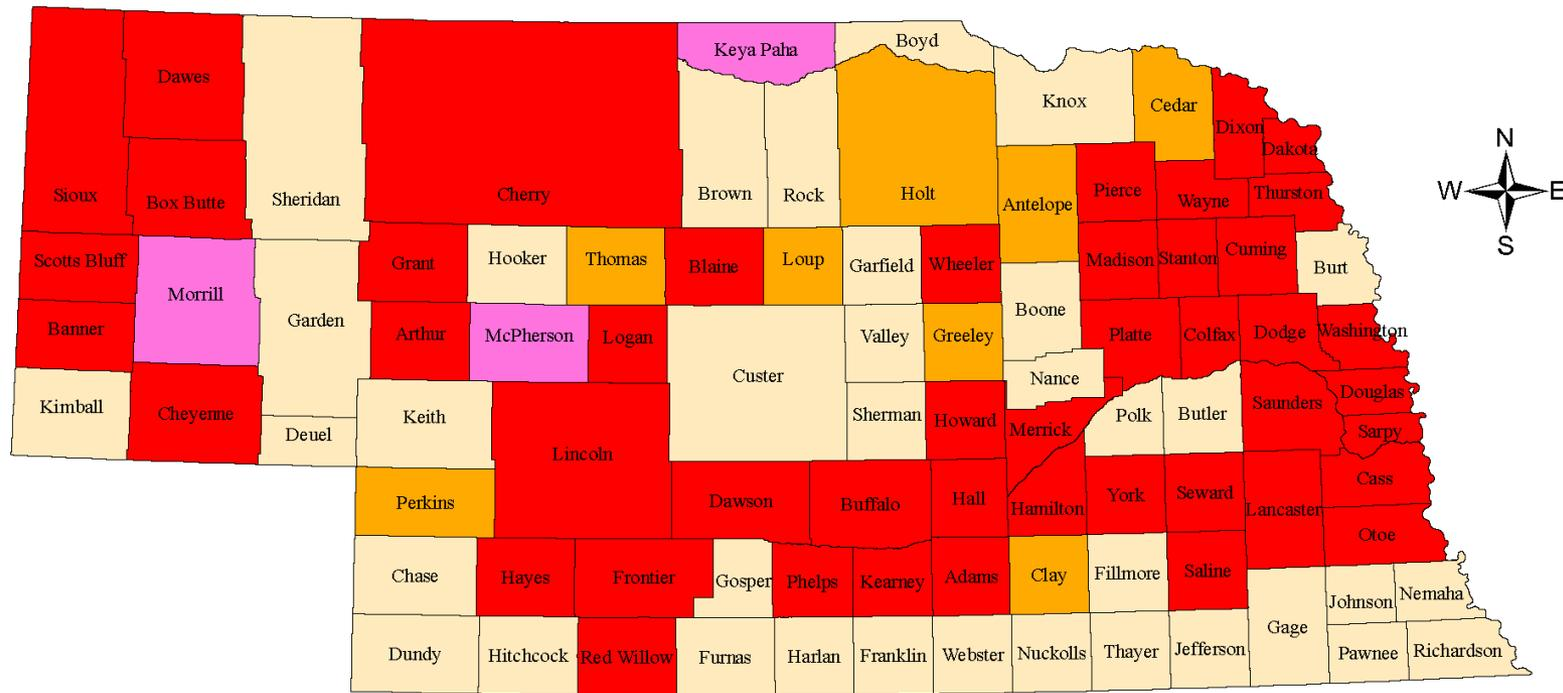 Keya Paha
Boyd
Dawes
Knox
Cedar
Dixon
Dakota
Sioux
Box Butte
Sheridan
Cherry
Brown
Rock
Holt
Antelope
Pierce
Wayne
Thurston
N
W
E
S
Scotts Bluff
Morrill
Grant
Hooker
Thomas
Blaine
Loup
Garfield
Wheeler
Madison
Stanton
Cuming
Burt
Banner
Garden
Arthur
McPherson
Logan
Custer
Valley
Greeley
Boone
Platte
Colfax
Dodge
Washington
Kimball
Cheyenne
Deuel
Keith
Lincoln
Sherman
Howard
Nance
Merrick
Polk
Butler
Saunders
Douglas
Sarpy
Perkins
Dawson
Buffalo
Hall
Hamilton
York
Seward
Lancaster
Cass
Otoe
Chase
Hayes
Frontier
Gosper
Phelps
Kearney
Adams
Clay
Fillmore
Saline
Johnson
Nemaha
Dundy
Hitchcock
Red Willow
Furnas
Harlan
Franklin
Webster
Nuckolls
Thayer
Jefferson
Gage
Pawnee
Richardson